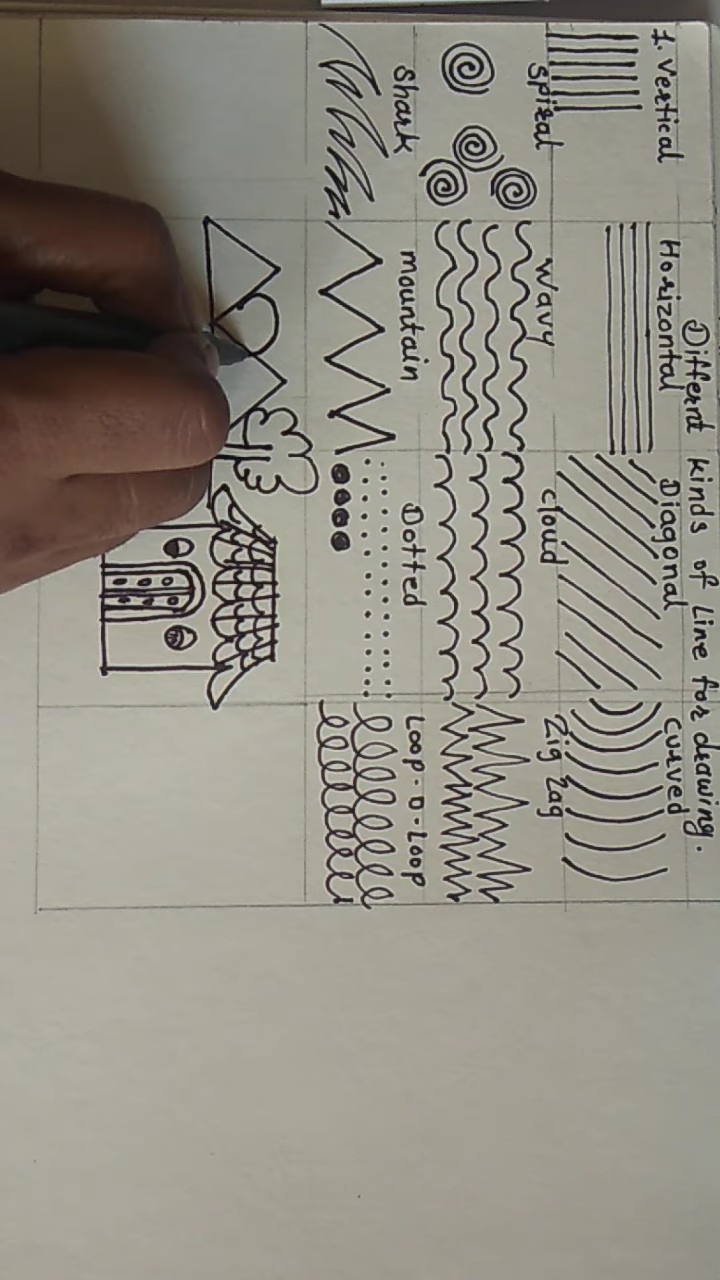 Differnt kinds of Line for drawing.
1. Vertical Horizontal Diagonal Curved
Spiral Wavy cloud Zig Zag
Shark mountain Dotted Loop-O-Loop